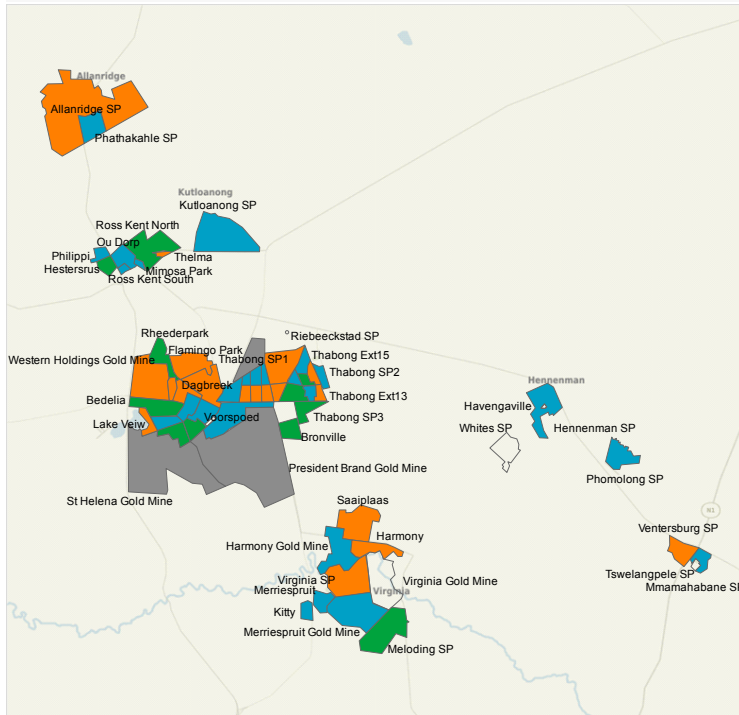 Allanridge
Allanridge SP
Phathakahle SP
Kutloanong
Kutloanong SP
Ross Kent North
Ou Dorp
Philippi
Thelma
Hestersrus
Mimosa Park
Ross Kent South
Rheederpark
Riebeeckstad SP
Flamingo Park
Thabong Ext15
Western Holdings Gold Mine
Thabong SP1
Thabong SP2
Dagbreek
Hennenman
Bedelia
Thabong Ext13
Havengaville
Lake Veiw
Voorspoed
Thabong SP3
Whites SP
Hennenman SP
Bronville
President Brand Gold Mine
Phomolong SP
St Helena Gold Mine
Saaiplaas
N1
Ventersburg SP
Harmony
Harmony Gold Mine
Virginia SP
Virginia Gold Mine
Tswelangpele SP
Merriespruit
Virginia
Mmamahabane SP
Kitty
Merriespruit Gold Mine
Meloding SP